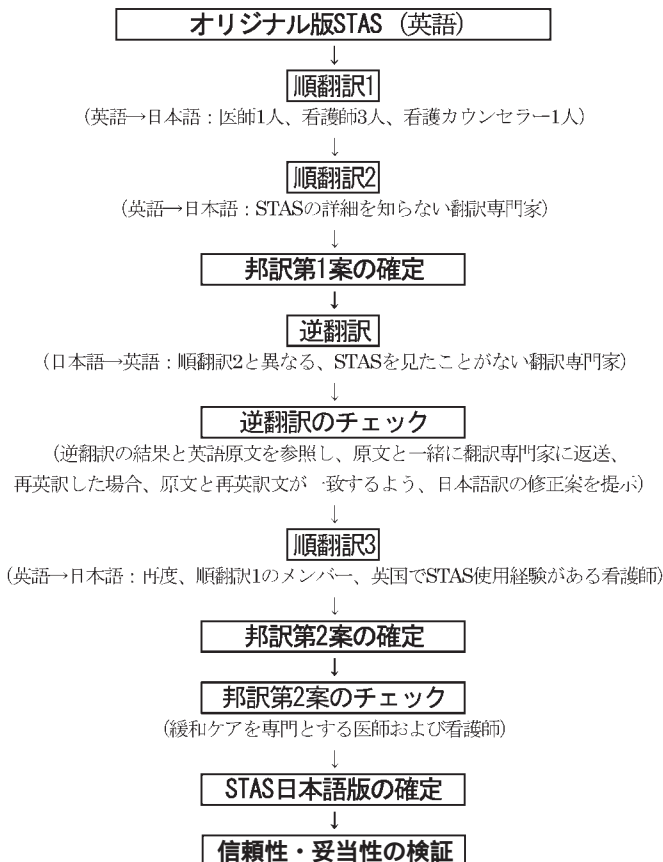 オリジナル版STAS（英語）
↓
順翻訳1
（英語→日本語：医師1人、看護師3人、看護カウンセラー1人）
↓
順翻訳2
（英語→日本語：STASの詳細を知らない翻訳専門家）
↓
邦訳第1案の確定
↓
逆翻訳
（日本語→英語：順翻訳2と異なる、STASを見たことがない翻訳専門家）
↓
逆翻訳のチェック
（逆翻訳の結果と英語原文を参照し、原文と一緒に翻訳専門家に返送、
再英訳した場合、原文と再英訳文が一致するよう、日本語訳の修正案を提示）
↓
順翻訳3
（英語→日本語：再度、順翻訳1のメンバー、英国でSTAS使用経験がある看護師）
↓
邦訳第2案の確定
↓
邦訳第2案のチェック
（緩和ケアを専門とする医師および看護師）
↓
STAS日本語版の確定
↓
信頼性・妥当性の検証